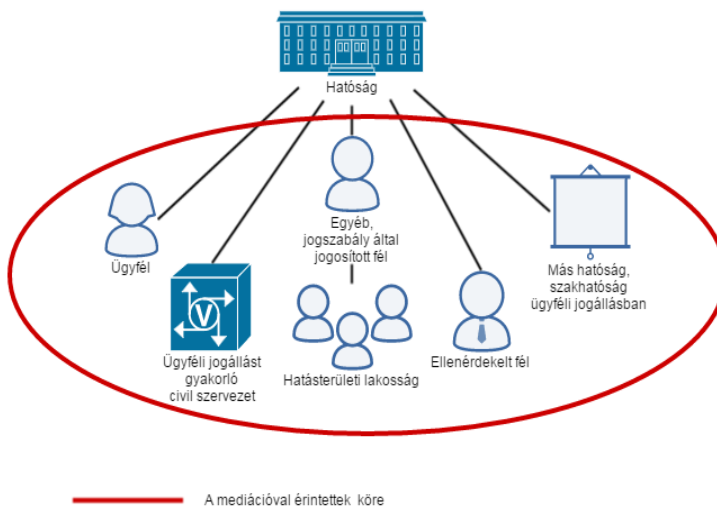 Hatóság
Ügyfél
Egyéb,
jogszabály által
jogosított fél
Más hatóság,
szakhatóság
ügyféli jogállásban
V
Ügyféli jogállást
gyakorló
civil szervezet
Hatásterületi lakosság
Ellenérdekelt fél
A mediációval érintettek köre